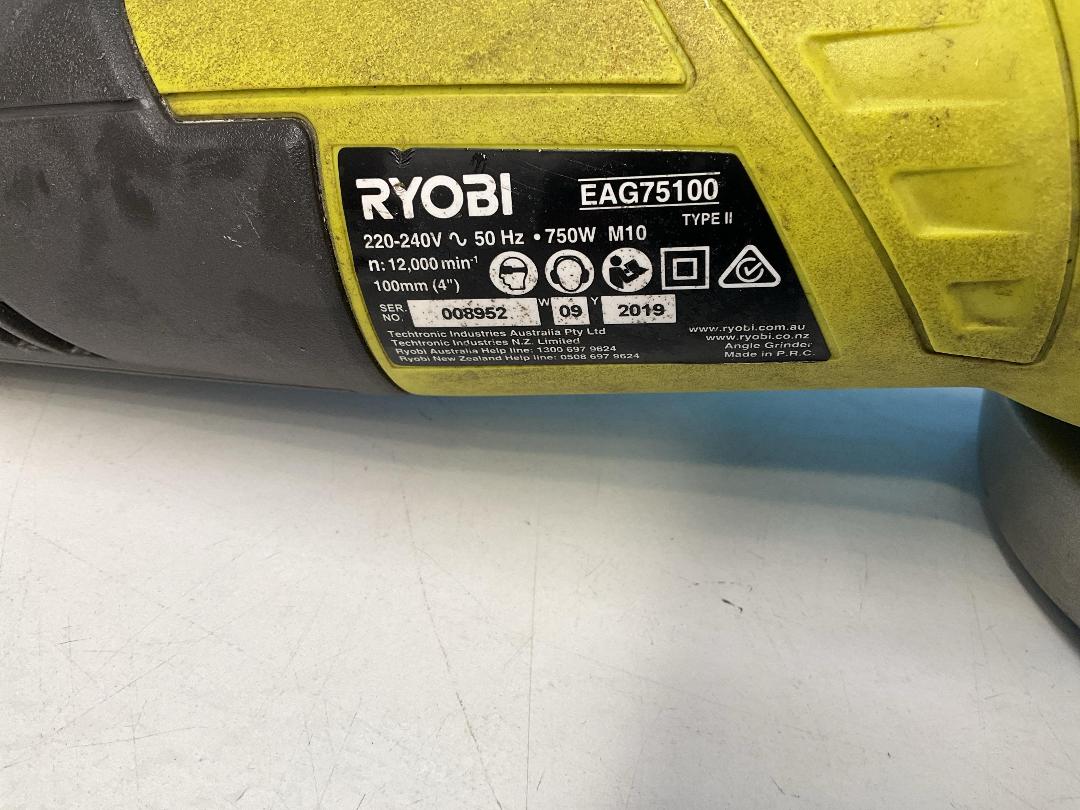 RYOBI EAG75100
TYPE II
220-240V ∿ 50 Hz • 750W M10
n: 12,000 min⁻¹
100mm (4")
SER. NO. 008952 W 09 Y 2019
Techtronic Industries Australia Pty Ltd
Techtronic Industries N.Z. Limited
Ryobi Australia Help line: 1300 697 9624
Ryobi New Zealand Help line: 0508 697 9624
www.ryobi.com.au
www.ryobi.co.nz
Angle Grinder
Made in P.R.C.